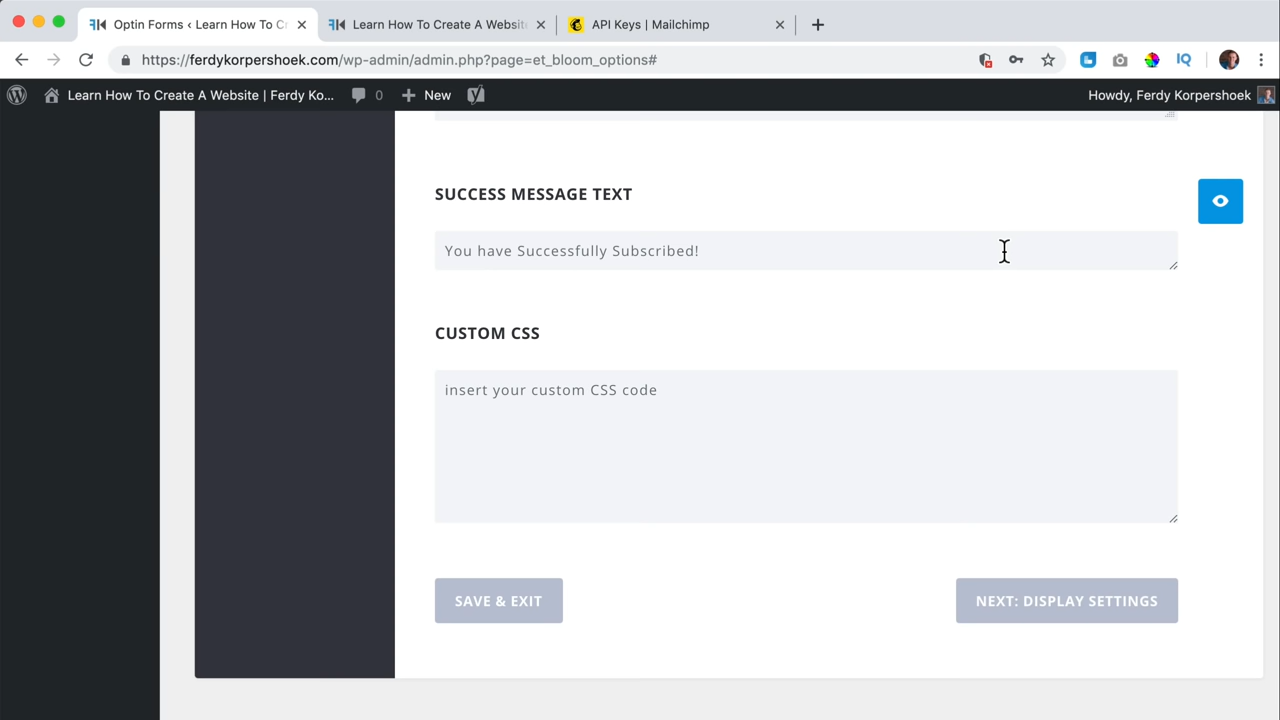 Optin Forms ‹ Learn How To Cr
Learn How To Create A Website
API Keys | Mailchimp
https://ferdykorpershoek.com/wp-admin/admin.php?page=et_bloom_options#
Learn How To Create A Website | Ferdy Ko...
0
New
Howdy, Ferdy Korpershoek
SUCCESS MESSAGE TEXT
You have Successfully Subscribed!
CUSTOM CSS
insert your custom CSS code
SAVE & EXIT
NEXT: DISPLAY SETTINGS